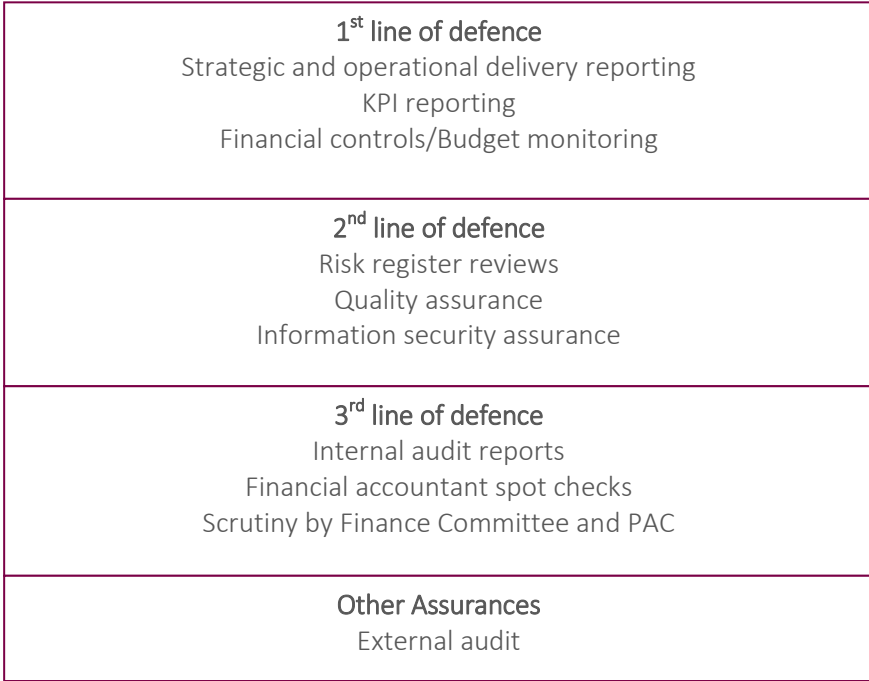 1st line of defence
Strategic and operational delivery reporting
KPI reporting
Financial controls/Budget monitoring
2nd line of defence
Risk register reviews
Quality assurance
Information security assurance
3rd line of defence
Internal audit reports
Financial accountant spot checks
Scrutiny by Finance Committee and PAC
Other Assurances
External audit